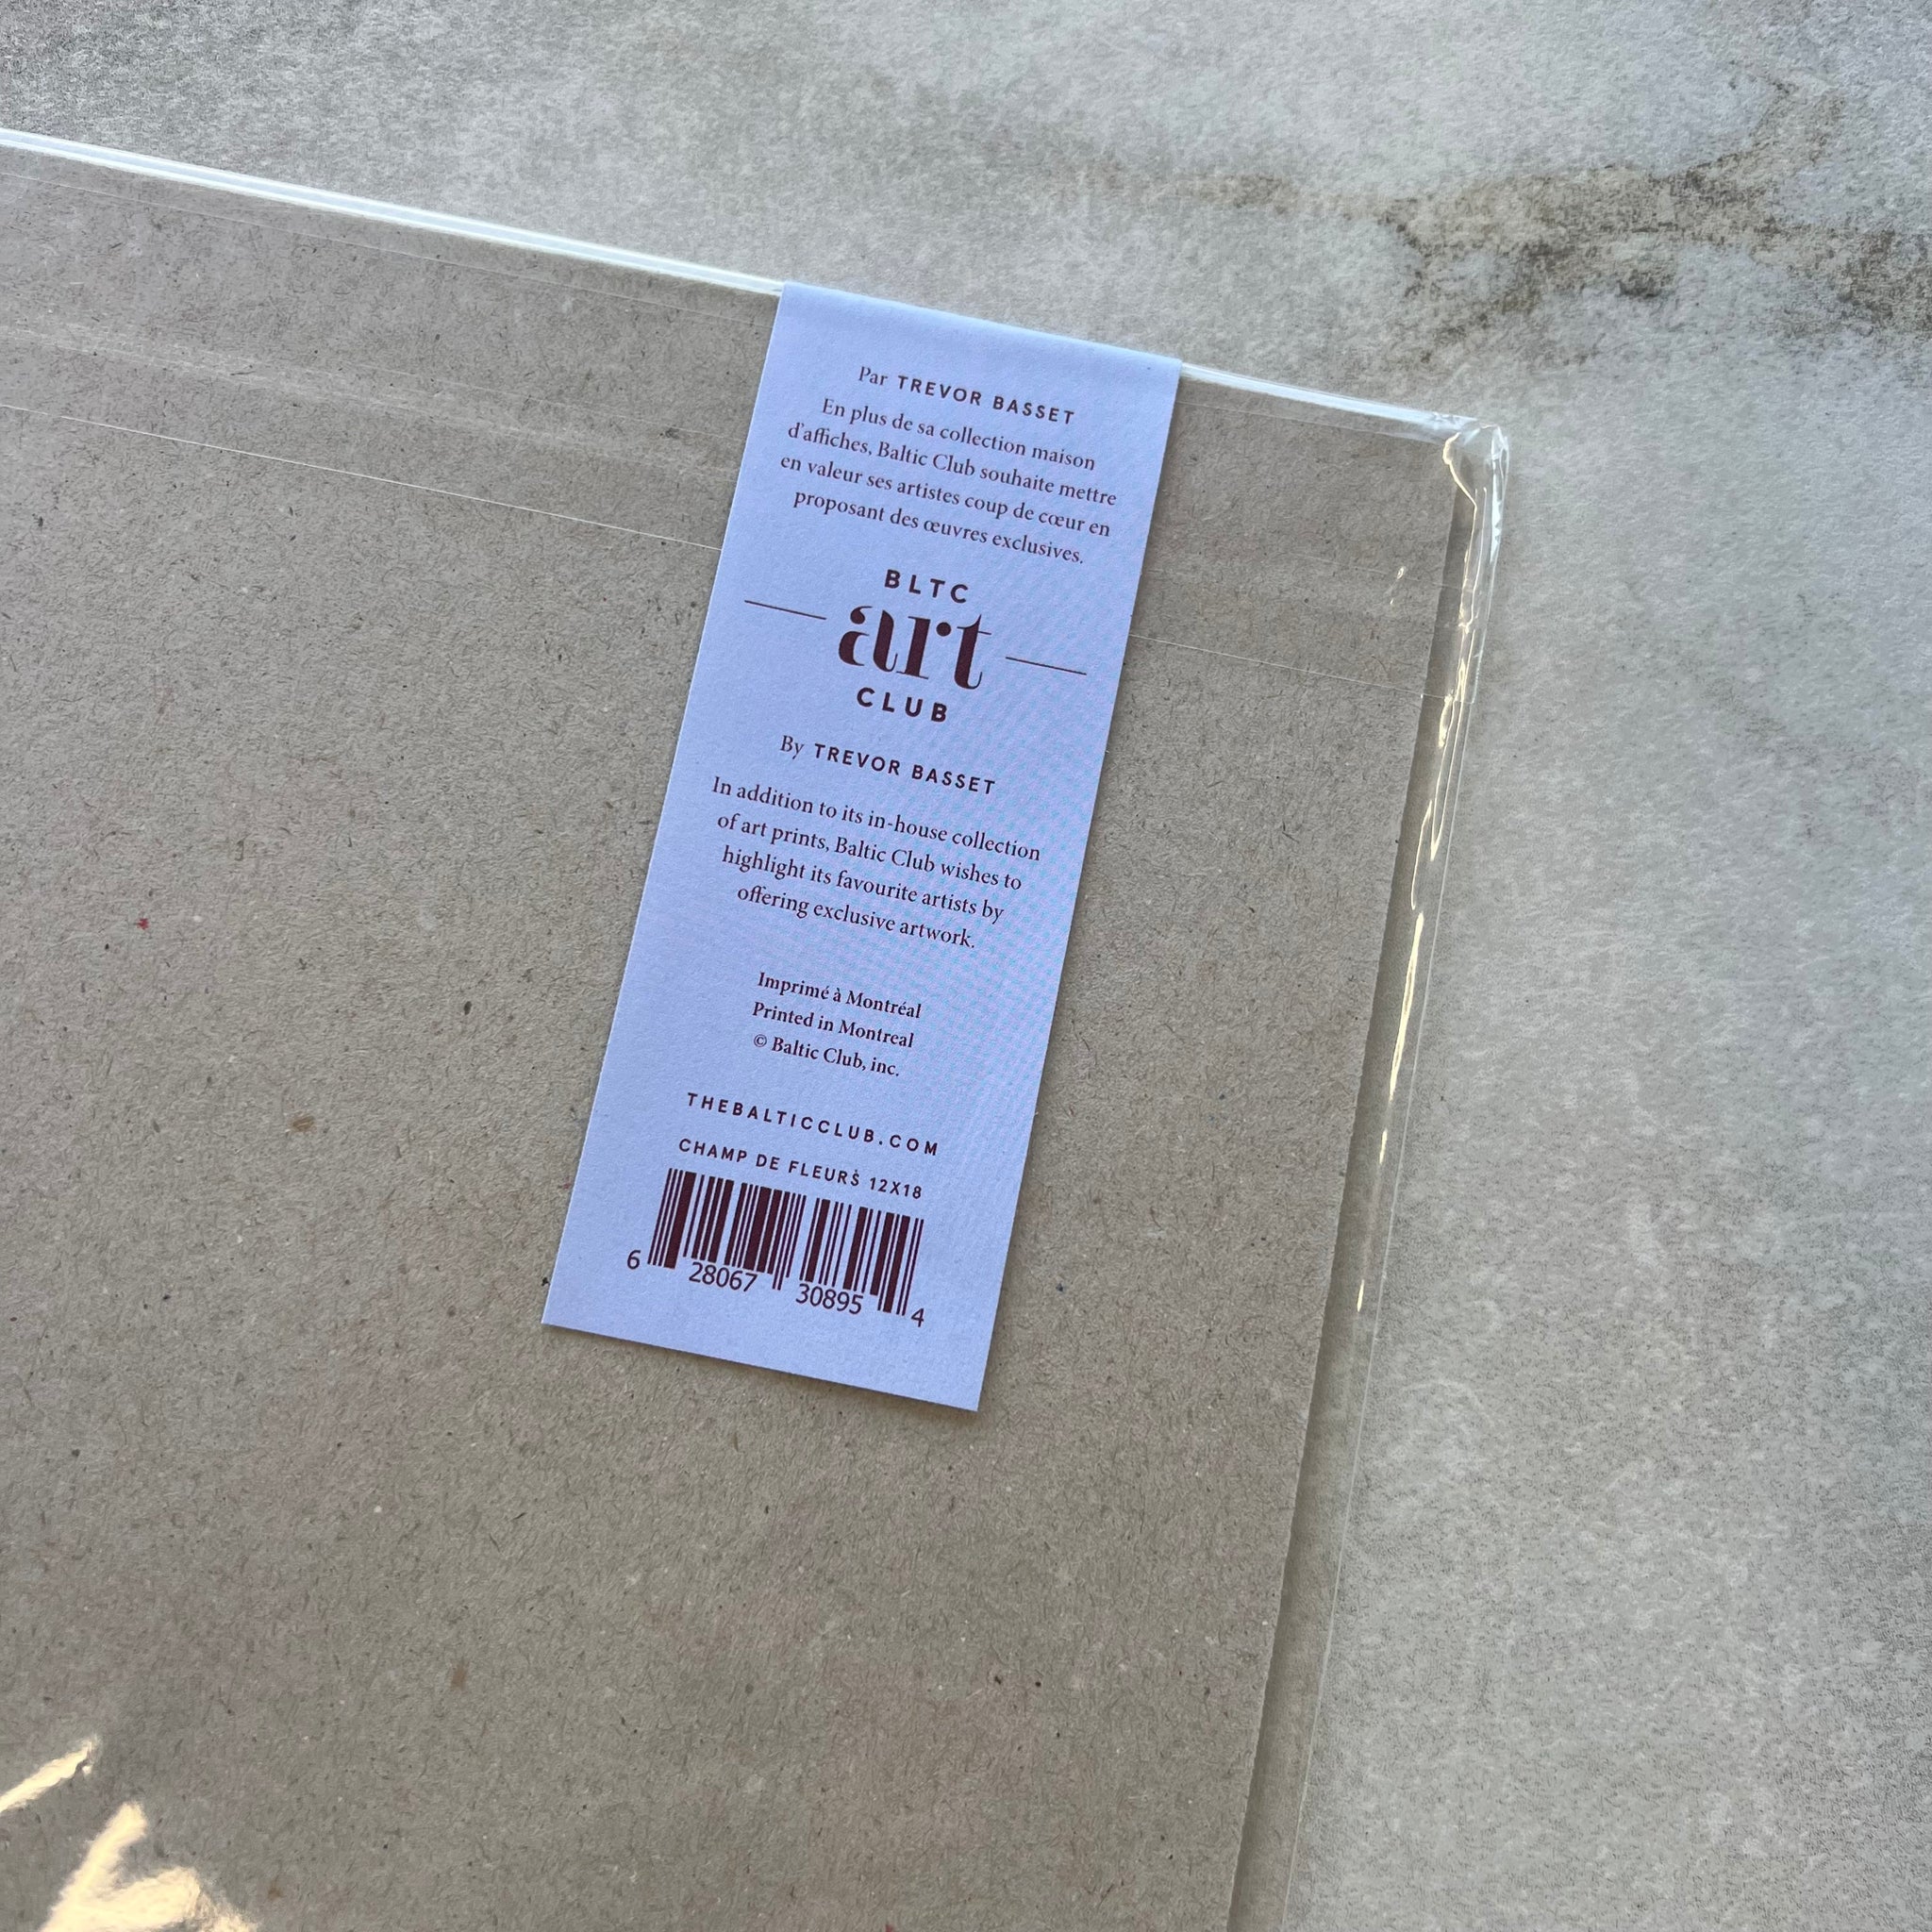 Par TREVOR BASSET
En plus de sa collection maison
d'affiches, Baltic Club souhaite mettre
en valeur ses artistes coup de cœur en
proposant des œuvres exclusives.
BLTC
art
CLUB
By TREVOR BASSET
In addition to its in-house collection
of art prints, Baltic Club wishes to
highlight its favourite artists by
offering exclusive artwork.
Imprimé à Montréal
Printed in Montreal
© Baltic Club, inc.
THEBALTICCLUB.COM
CHAMP DE FLEURS 12X18
6 28067 30895 4